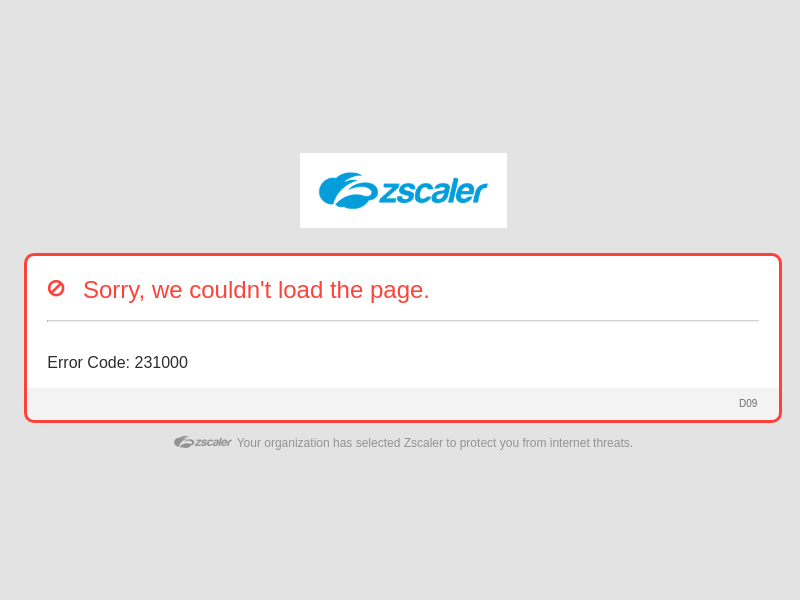 zscaler
Sorry, we couldn't load the page.
Error Code: 231000
D09
zscaler Your organization has selected Zscaler to protect you from internet threats.